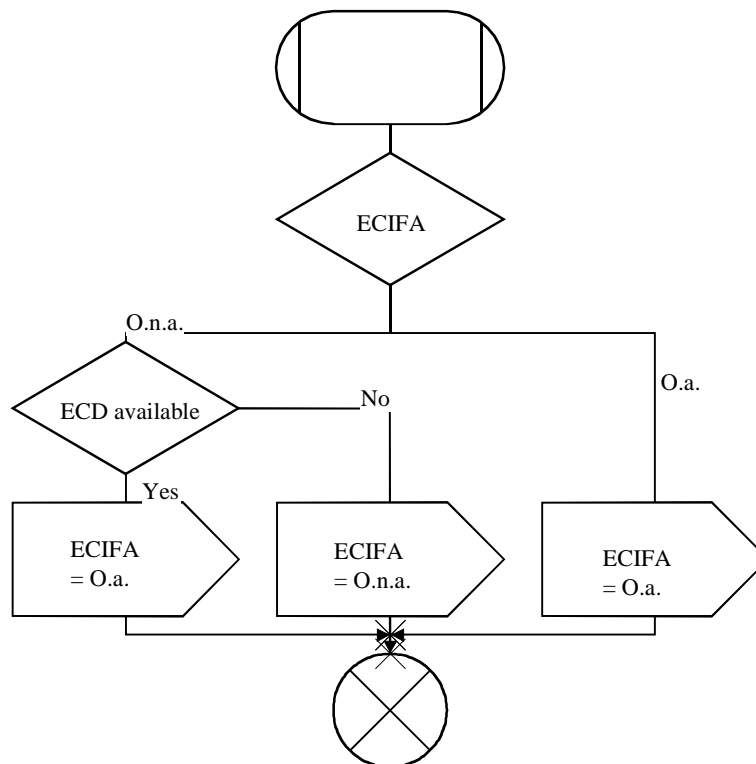 ECIFA
O.n.a.
O.a.
ECD available
No
Yes
ECIFA
= O.a.
ECIFA
= O.n.a.
ECIFA
= O.a.